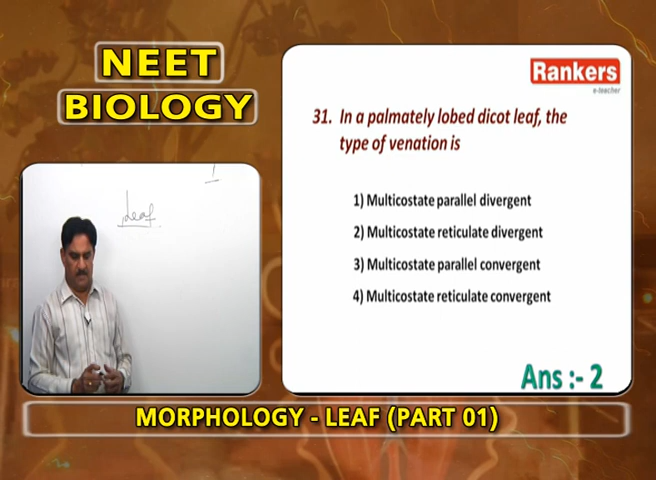 NEET
BIOLOGY
Rankers
e-teacher
31. In a palmately lobed dicot leaf, the
type of venation is
1) Multicostate parallel divergent
2) Multicostate reticulate divergent
3) Multicostate parallel convergent
4) Multicostate reticulate convergent
Ans :- 2
Leaf
MORPHOLOGY - LEAF (PART 01)